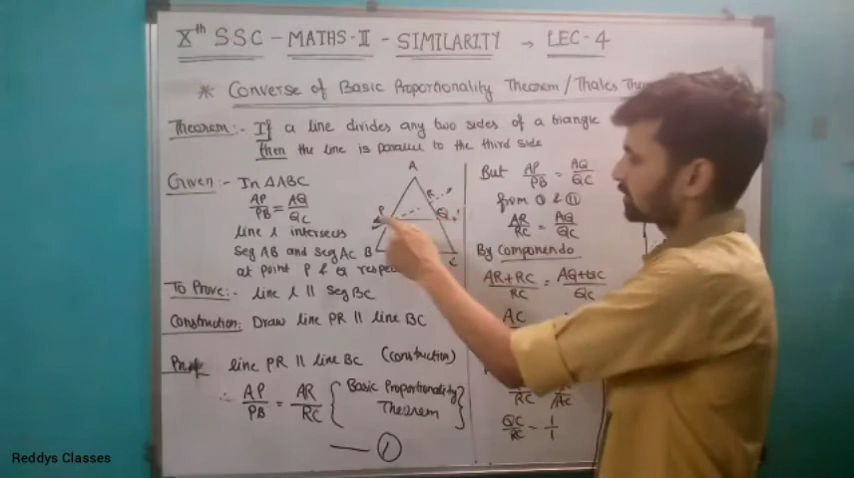 Xth SSC - MATHS-II - SIMILARITY → LEC-4
* Converse of Basic Proportionality Theorem / Thales
Theorem:- If a line divides any two sides of a triangle
then the line is parallel to the third side
Given:- In △ABC
AP/PB = AQ/QC
line l intersects
Seg AB and Seg AC
at point P & Q
To Prove:- line l || Seg BC
Construction: Draw line PR || line BC
Proof line PR || line BC (construction)
∴ AP/PB = AR/RC { Basic Proportionality
Theorem }
— ①
A
R
P
Q
B
C
But AP/PB = AQ/QC
from ① & ⑪
AR/RC = AQ/QC
By Componendo
AR+RC/RC = AQ+QC/QC
AC
RC
QC/RC = 1/1
Reddys Classes